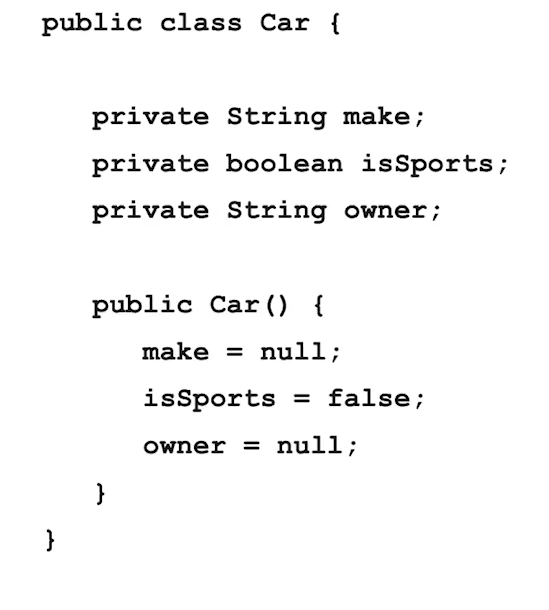 public class Car {
private String make;
private boolean isSports;
private String owner;
public Car() {
make = null;
isSports = false;
owner = null;
}
}